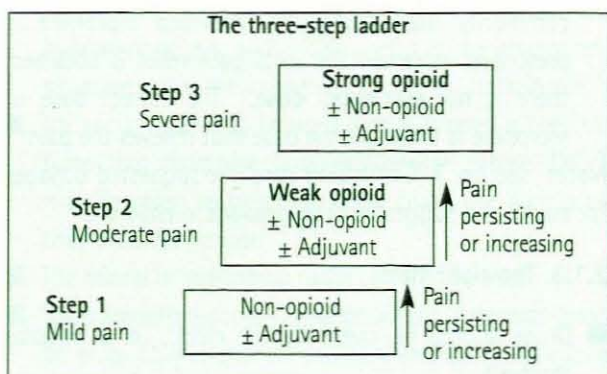 The three-step ladder
Step 3
Severe pain
Strong opioid
± Non-opioid
± Adjuvant
Step 2
Moderate pain
Weak opioid
± Non-opioid
± Adjuvant
Pain
persisting
or increasing
Step 1
Mild pain
Non-opioid
± Adjuvant
Pain
persisting
or increasing